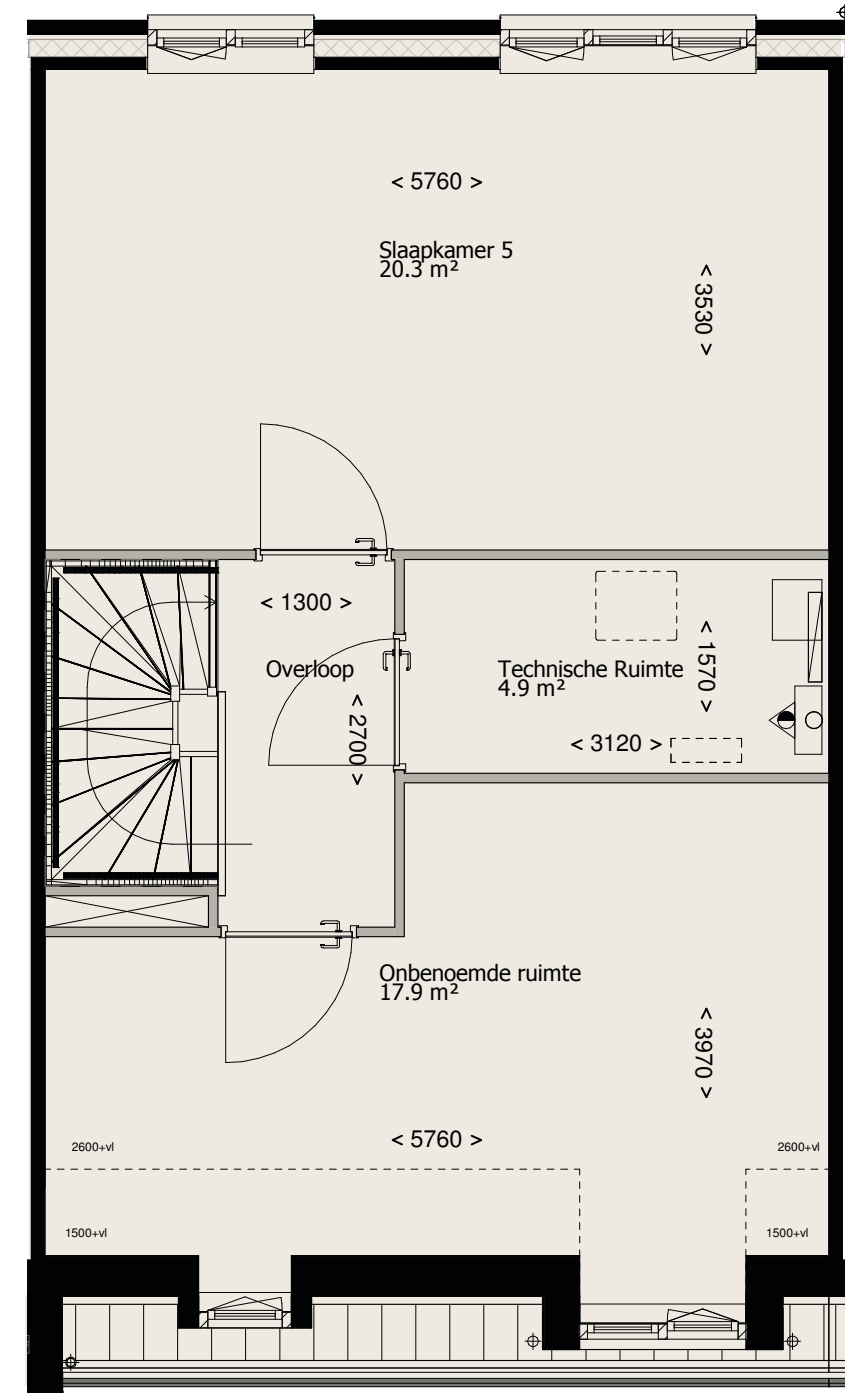 < 5760 >
Slaapkamer 5
20.3 m²
< 3530 >
< 1300 >
Overloop
< 2700 >
Technische Ruimte
4.9 m²
< 1570 >
< 3120 >
Onbenoemde ruimte
17.9 m²
< 3970 >
< 5760 >
2600+vl
2600+vl
1500+vl
1500+vl